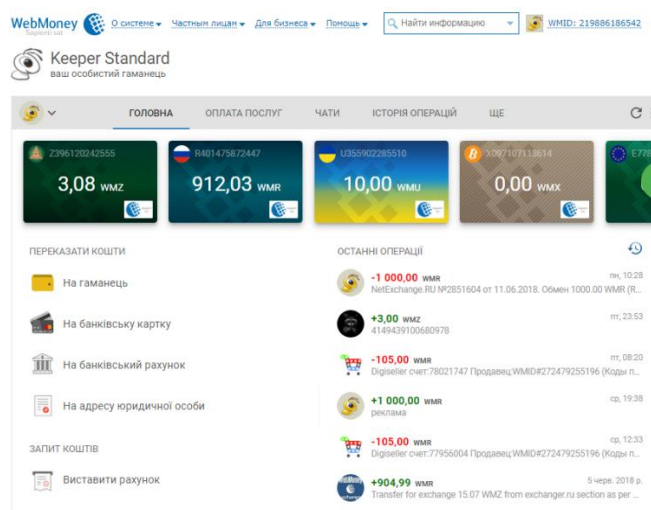 WebMoney
Sapienti sat
О системе Частным лицам Для бизнеса Помощь
Найти информацию
WMID: 219886186542
Keeper Standard
ваш особистий гаманець
ГОЛОВНА ОПЛАТА ПОСЛУГ ЧАТИ ІСТОРІЯ ОПЕРАЦІЙ ЩЕ
Z396120242555
3,08 WMZ
R401475872447
912,03 WMR
U355902285510
10,00 WMU
X097107113614
0,00 WMX
E778
ПЕРЕКАЗАТИ КОШТИ
На гаманець
На банківську картку
На банківський рахунок
На адресу юридичної особи
ЗАПИТ КОШТІВ
Виставити рахунок
ОСТАННІ ОПЕРАЦІЇ
-1 000,00 WMR пн, 10:28
NetExchange.RU №2851604 от 11.06.2018. Обмен 1000.00 WMR (R...
+3,00 WMZ пт, 23:53
4149439100680978
-105,00 WMR пт, 08:20
Digiseller счет:78021747 Продавец:WMID#272479255196 (Коды п...
+1 000,00 WMR ср, 19:38
реклама
-105,00 WMR ср, 12:33
Digiseller счет:77956004 Продавец:WMID#272479255196 (Коды п...
+904,99 WMR 5 черв. 2018 р.
Transfer for exchange 15.07 WMZ from exchanger.ru section as per ...